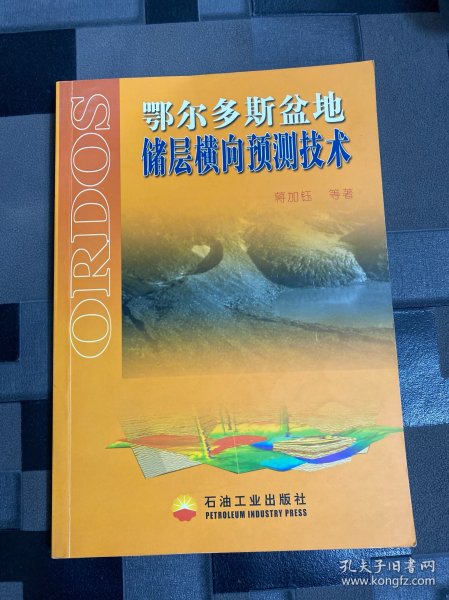 ORDOS
鄂尔多斯盆地
储层横向预测技术
蒋加钰 等著
石油工业出版社
PETROLEUM INDUSTRY PRESS
孔夫子旧书网
www.kongfz.com